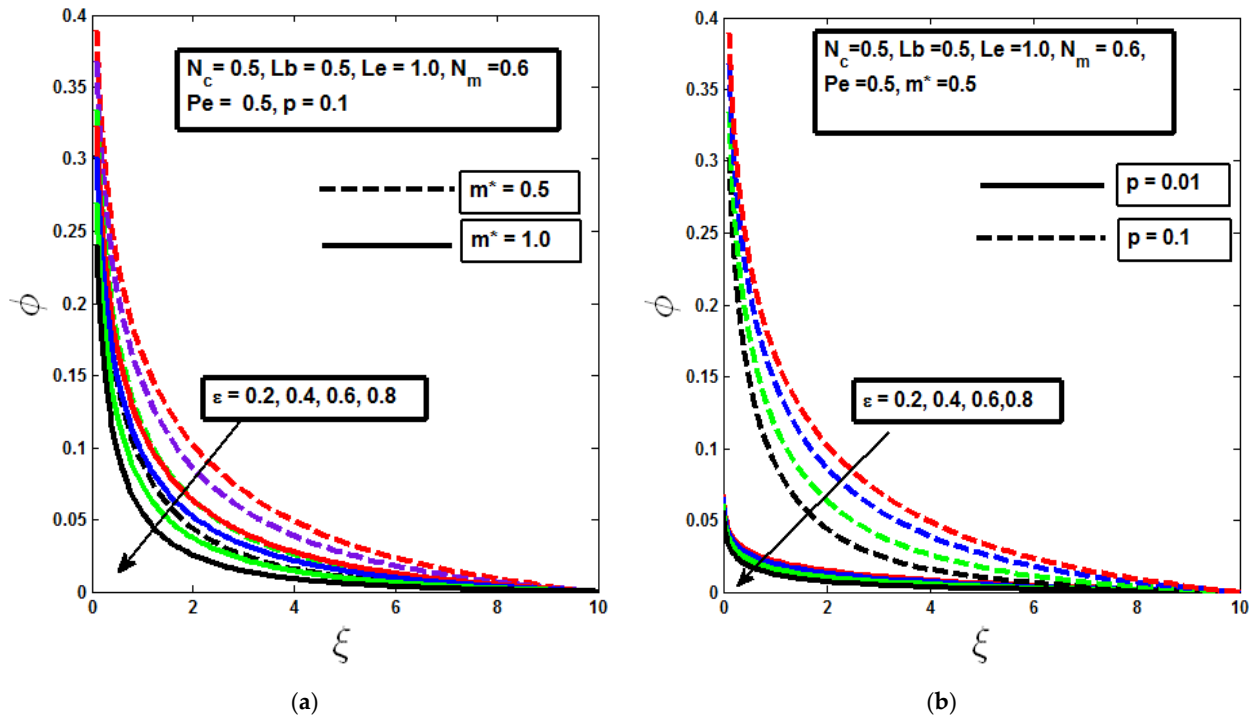 0.4
0.35
0.3
0.25
0.2
0.15
0.1
0.05
0
ϕ
N_c= 0.5, Lb = 0.5, Le = 1.0, N_m =0.6
Pe = 0.5, p = 0.1
m* = 0.5
m* = 1.0
ε = 0.2, 0.4, 0.6, 0.8
0 2 4 6 8 10
ξ
(a)
0.4
0.35
0.3
0.25
0.2
0.15
0.1
0.05
0
ϕ
N_c=0.5, Lb =0.5, Le =1.0, N_m = 0.6,
Pe =0.5, m* =0.5
p = 0.01
p = 0.1
ε = 0.2, 0.4, 0.6,0.8
0 2 4 6 8 10
ξ
(b)